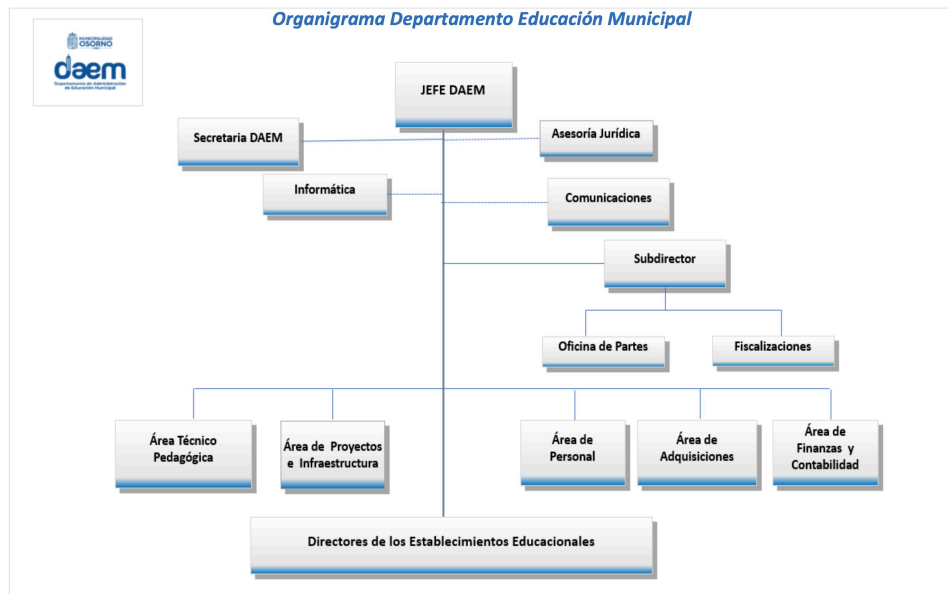 Organigrama Departamento Educación Municipal
MUNICIPALIDAD
OSORNO
daem
Departamento de Administración
de Educación Municipal
JEFE DAEM
Secretaria DAEM
Asesoría Jurídica
Informática
Comunicaciones
Subdirector
Oficina de Partes
Fiscalizaciones
Área Técnico
Pedagógica
Área de Proyectos
e Infraestructura
Área de
Personal
Área de
Adquisiciones
Área de
Finanzas y
Contabilidad
Directores de los Establecimientos Educacionales